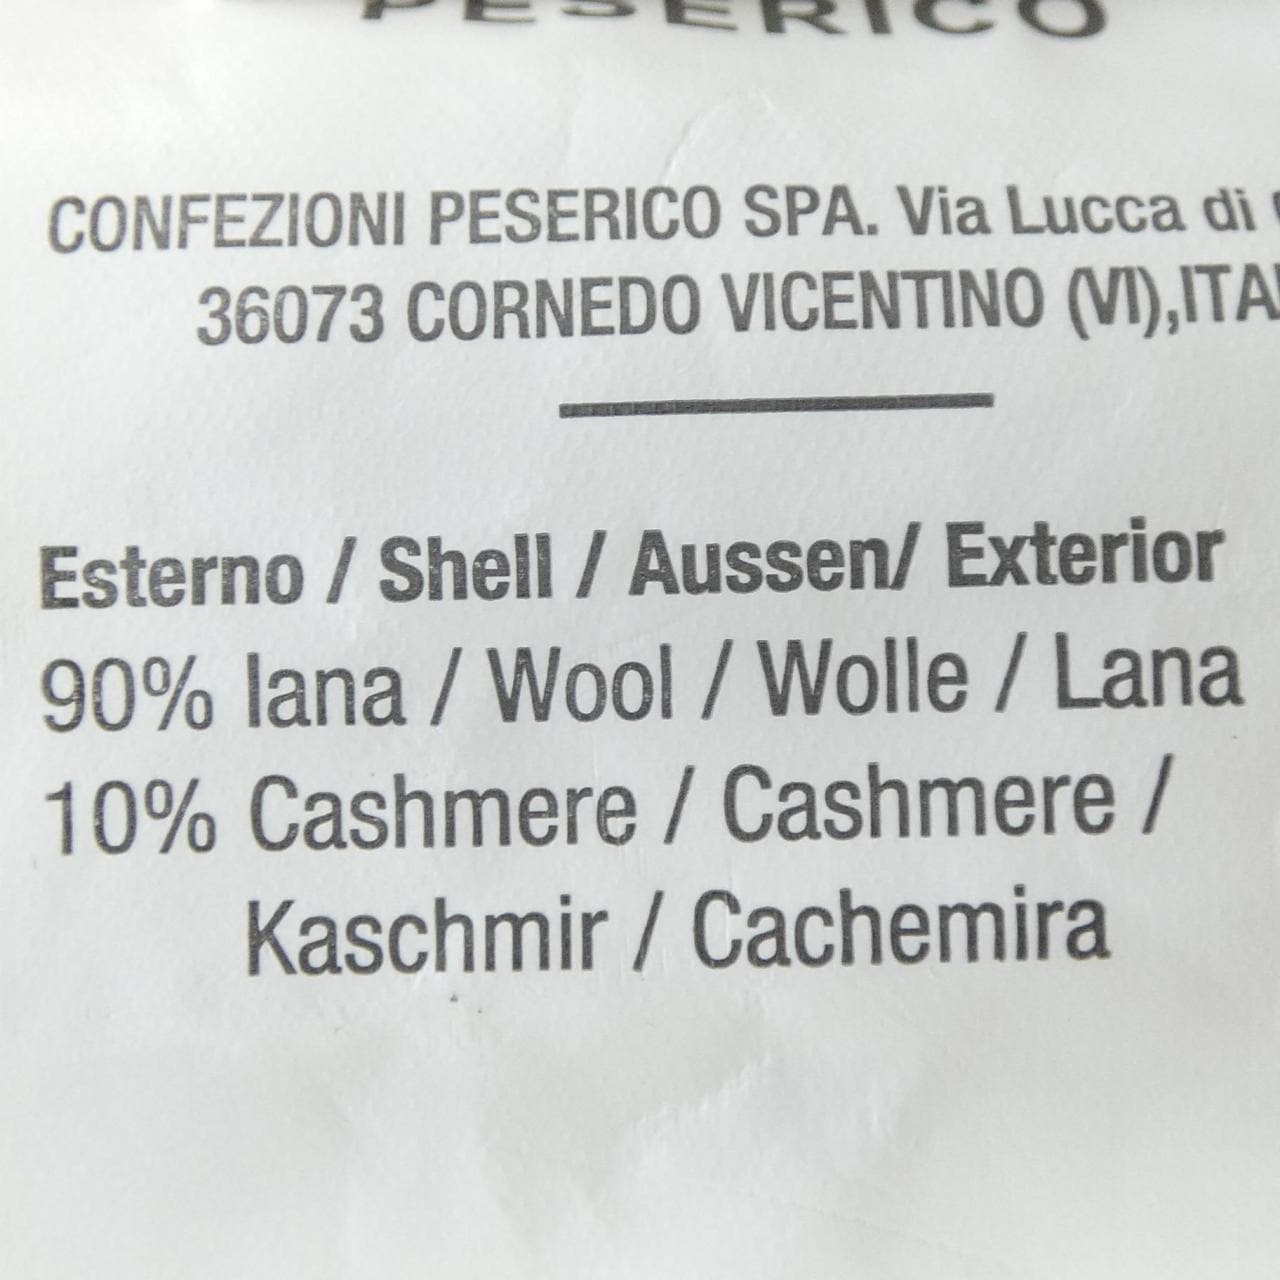 PESERICO
CONFEZIONI PESERICO SPA. Via Lucca di
36073 CORNEDO VICENTINO (VI),ITA
Esterno / Shell / Aussen/ Exterior
90% lana / Wool / Wolle / Lana
10% Cashmere / Cashmere /
Kaschmir / Cachemira